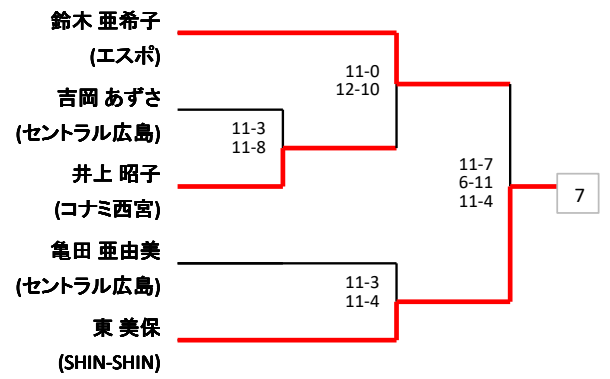 鈴木 亜希子
(エスポ)
吉岡 あずさ
(セントラル広島)
井上 昭子
(コナミ西宮)
亀田 亜由美
(セントラル広島)
東 美保
(SHIN-SHIN)
11-3
11-8
11-0
12-10
11-3
11-4
11-7
6-11
11-4
7